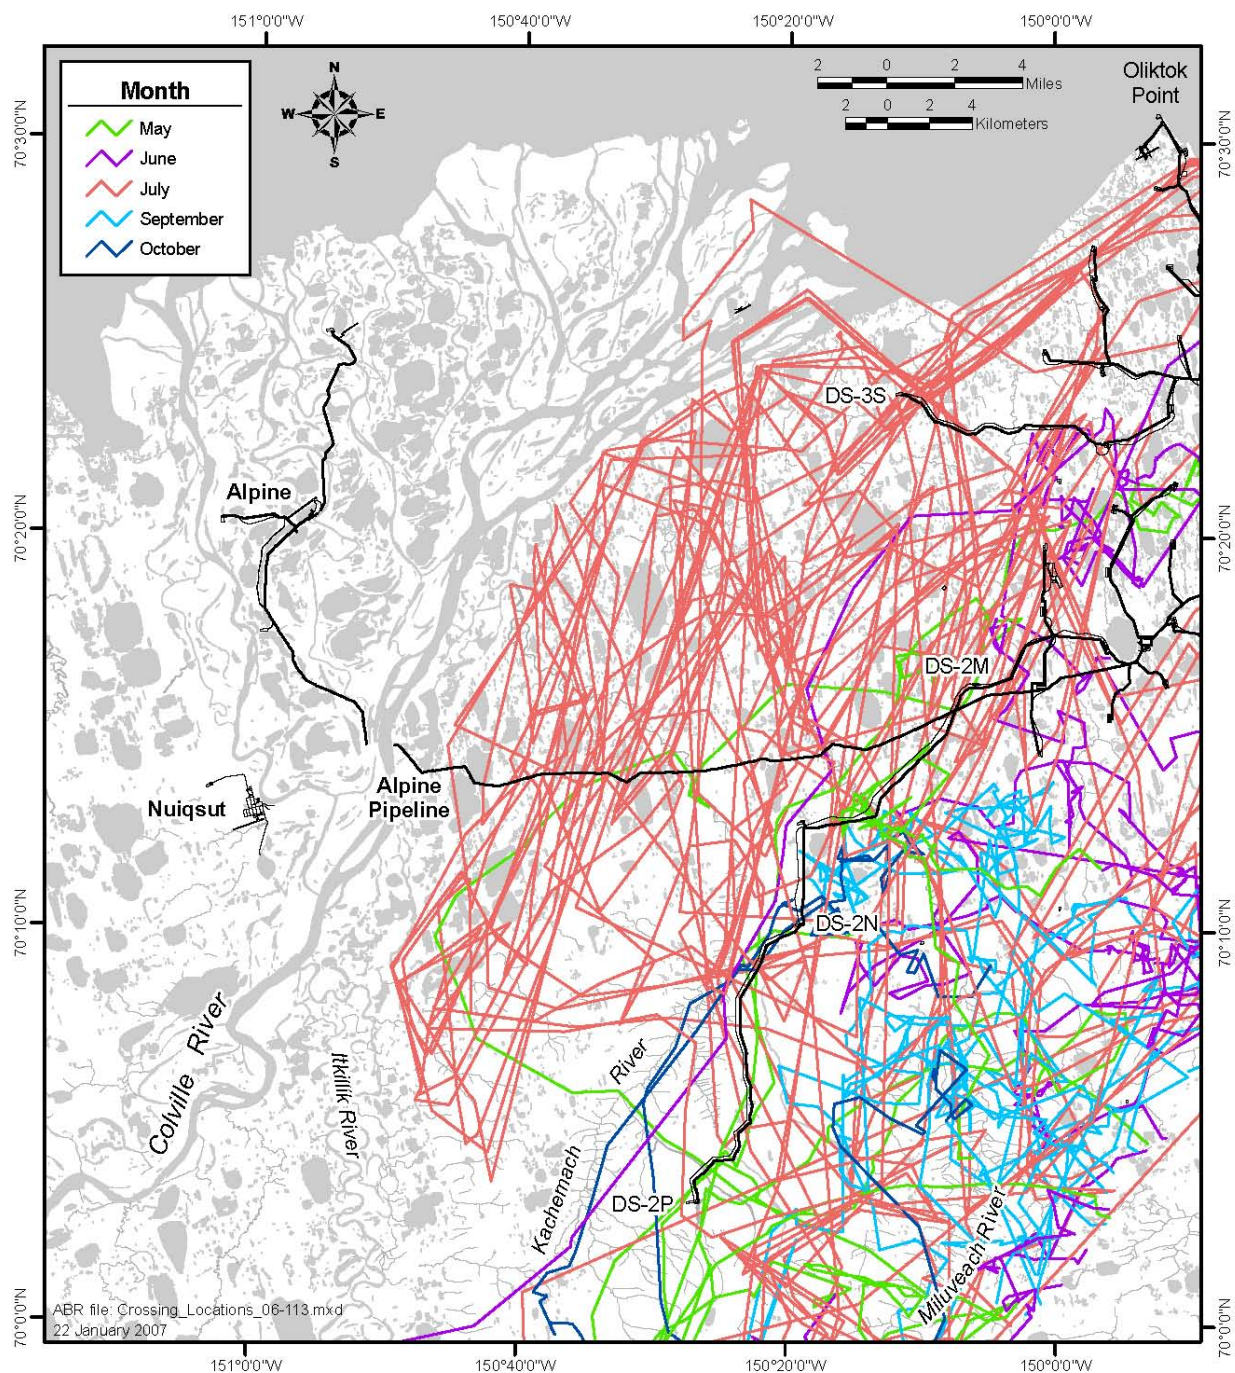 151°0'0"W
150°40'0"W
150°20'0"W
150°0'0"W
Month
May
June
July
September
October
N
W
E
S
2 0 2 4
Miles
2 0 2 4
Kilometers
Oliktok
Point
70°30'0"N
70°30'0"N
DS-3S
Alpine
70°20'0"N
70°20'0"N
DS-2M
Alpine
Pipeline
Nuiqsut
70°10'0"N
70°10'0"N
DS-2N
Colville River
Itkillik River
Kachemach River
DS-2P
Miluveach River
ABR file: Crossing_Locations_06-113.mxd
22 January 2007
70°0'0"N
70°0'0"N
151°0'0"W
150°40'0"W
150°20'0"W
150°0'0"W